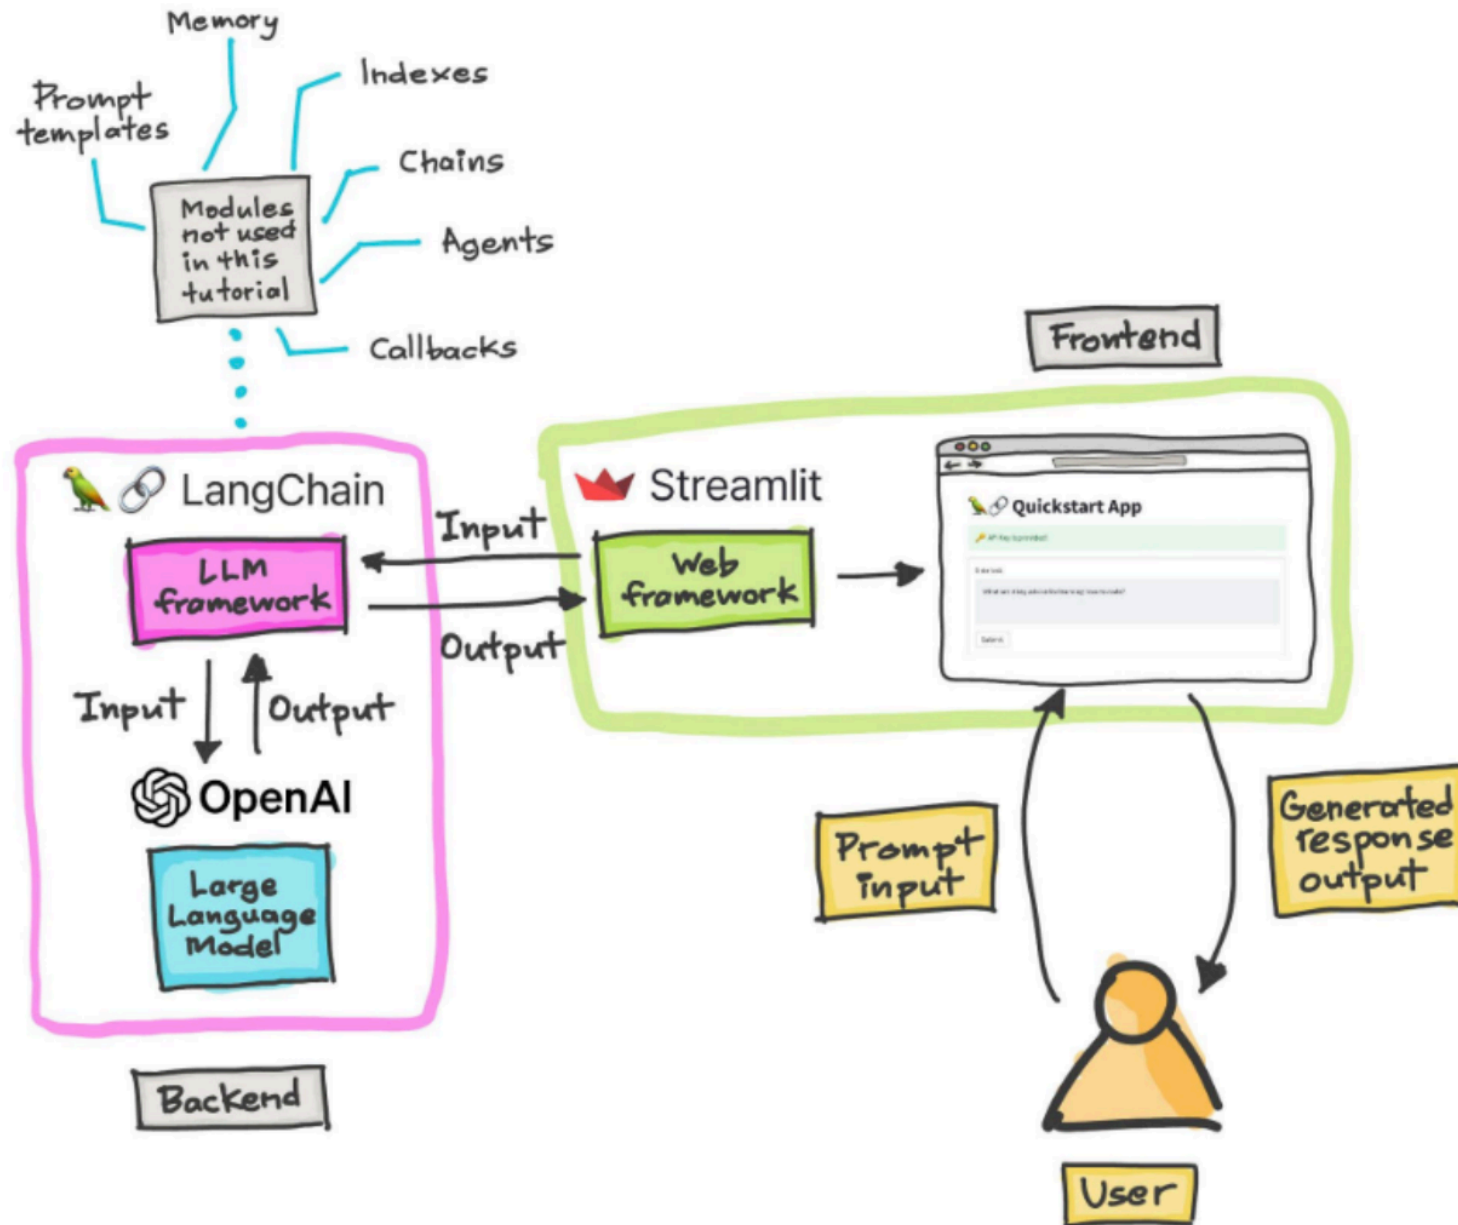 Memory
Indexes
Prompt
templates
Chains
Modules
not used
in this
tutorial
Agents
Callbacks
Frontend
LangChain
LLM
framework
Input
Output
Streamlit
Web
framework
Quickstart App
Submit
Input
Output
OpenAI
Large
Language
Model
Prompt
input
Generated
response
output
Backend
User